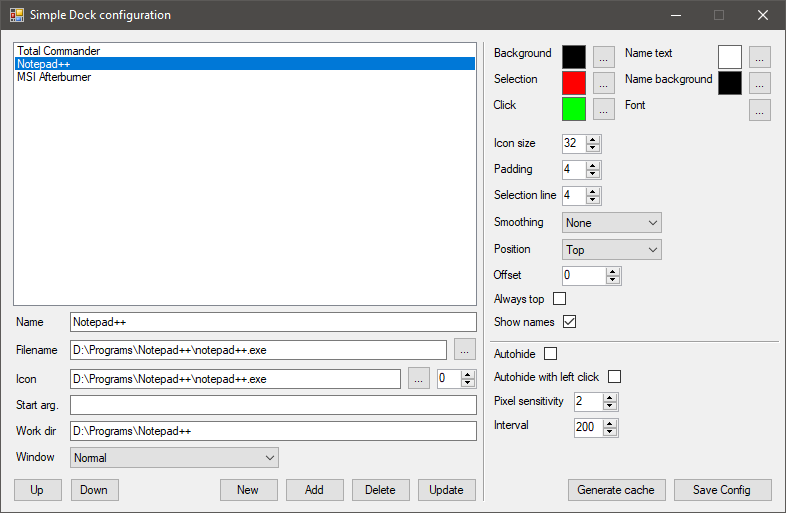 Simple Dock configuration
Total Commander
Notepad++
MSI Afterburner
Name Notepad++
Filename D:\Programs\Notepad++\notepad++.exe ...
Icon D:\Programs\Notepad++\notepad++.exe ... 0
Start arg.
Work dir D:\Programs\Notepad++
Window Normal
Up Down New Add Delete Update
Background ... Name text ...
Selection ... Name background ...
Click ... Font ...
Icon size 32
Padding 4
Selection line 4
Smoothing None
Position Top
Offset 0
Always top
Show names
Autohide
Autohide with left click
Pixel sensitivity 2
Interval 200
Generate cache Save Config